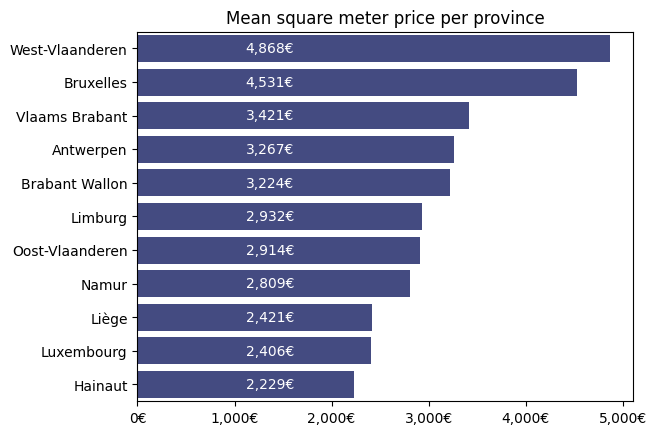 Mean square meter price per province
West-Vlaanderen 4,868€
Bruxelles 4,531€
Vlaams Brabant 3,421€
Antwerpen 3,267€
Brabant Wallon 3,224€
Limburg 2,932€
Oost-Vlaanderen 2,914€
Namur 2,809€
Liège 2,421€
Luxembourg 2,406€
Hainaut 2,229€
0€ 1,000€ 2,000€ 3,000€ 4,000€ 5,000€